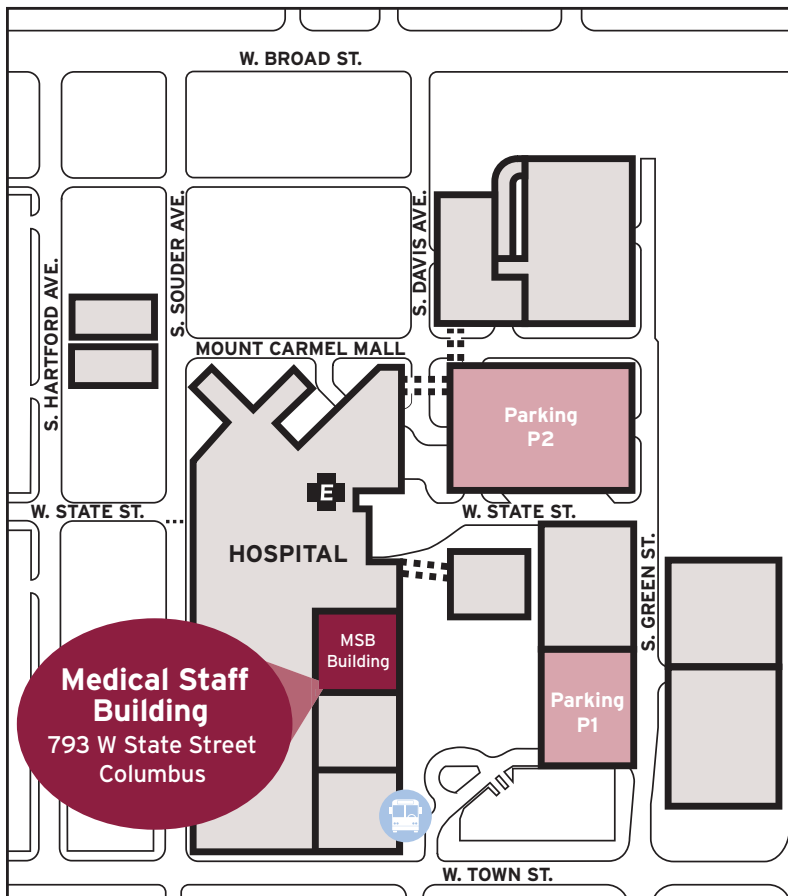 W. BROAD ST.
S. SOUDER AVE.
S. DAVIS AVE.
S. HARTFORD AVE.
MOUNT CARMEL MALL
Parking
P2
E
W. STATE ST.
W. STATE ST.
HOSPITAL
S. GREEN ST.
MSB
Building
Medical Staff
Building
793 W State Street
Columbus
Parking
P1
W. TOWN ST.